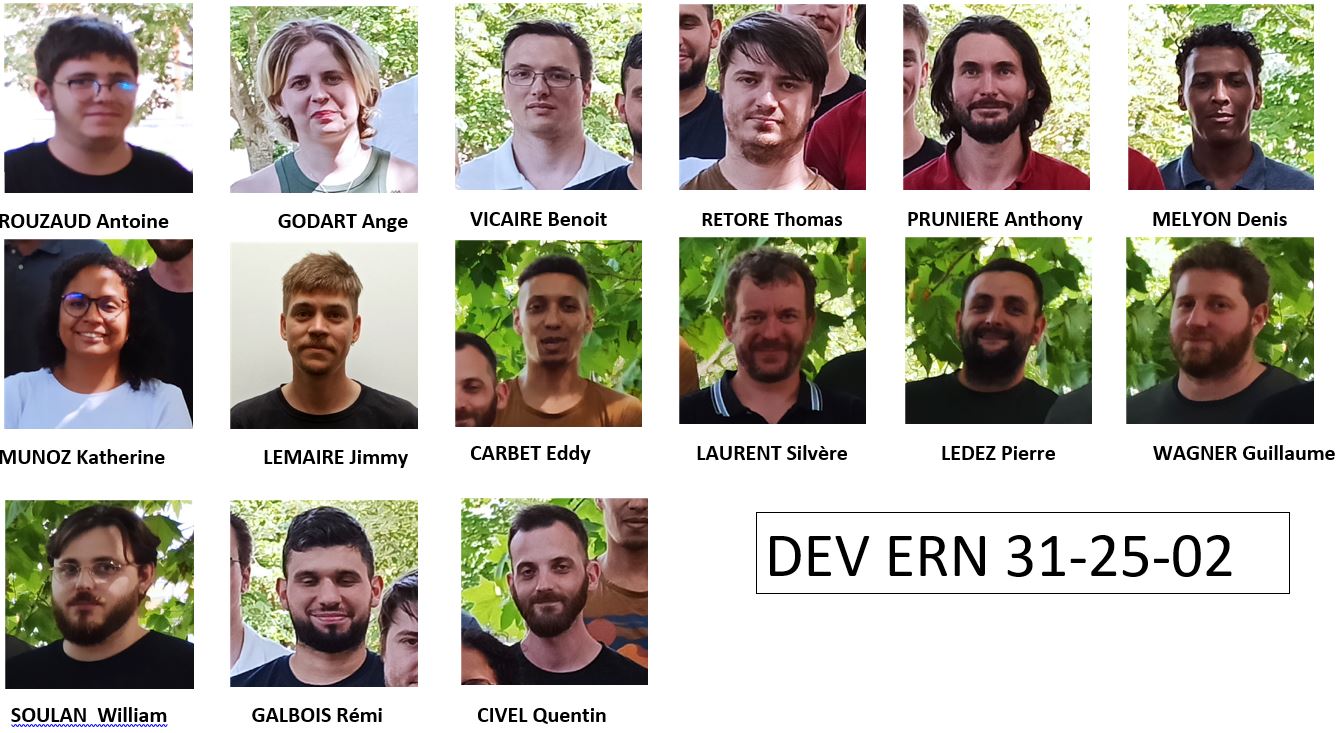 ROUZAUD Antoine
GODART Ange
VICAIRE Benoit
RETORE Thomas
PRUNIERE Anthony
MELYON Denis
MUNOZ Katherine
LEMAIRE Jimmy
CARBET Eddy
LAURENT Silvère
LEDEZ Pierre
WAGNER Guillaume
DEV ERN 31-25-02
SOULAN  William
GALBOIS Rémi
CIVEL Quentin